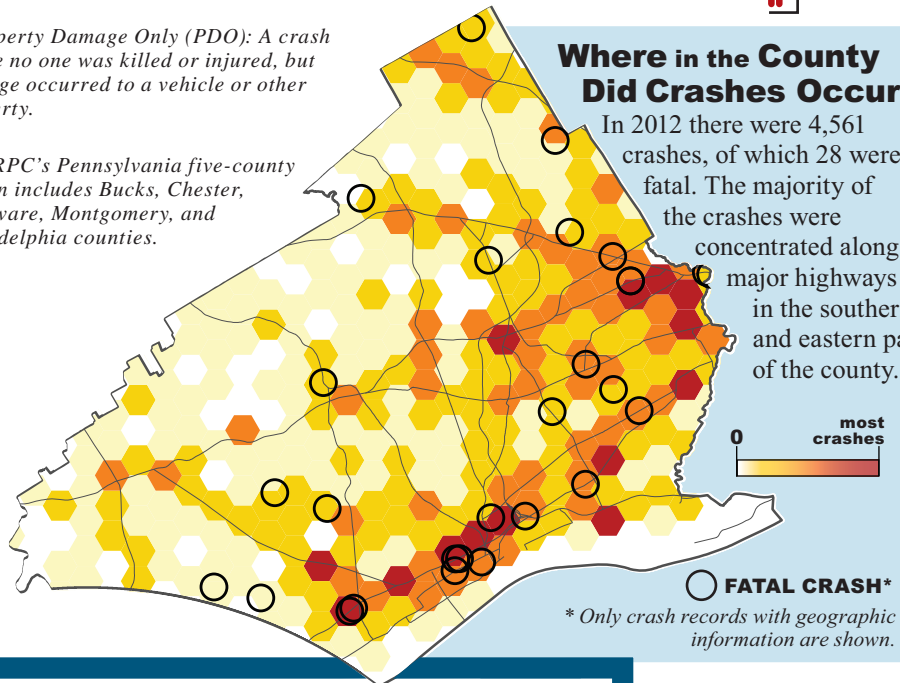 perty Damage Only (PDO): A crash
e no one was killed or injured, but
ge occurred to a vehicle or other
erty.
RPC's Pennsylvania five-county
n includes Bucks, Chester,
ware, Montgomery, and
delphia counties.
Where in the County
Did Crashes Occur
In 2012 there were 4,561
crashes, of which 28 were
fatal. The majority of
the crashes were
concentrated along
major highways
in the souther
and eastern pa
of the county.
0
most
crashes
FATAL CRASH*
* Only crash records with geographic
information are shown.